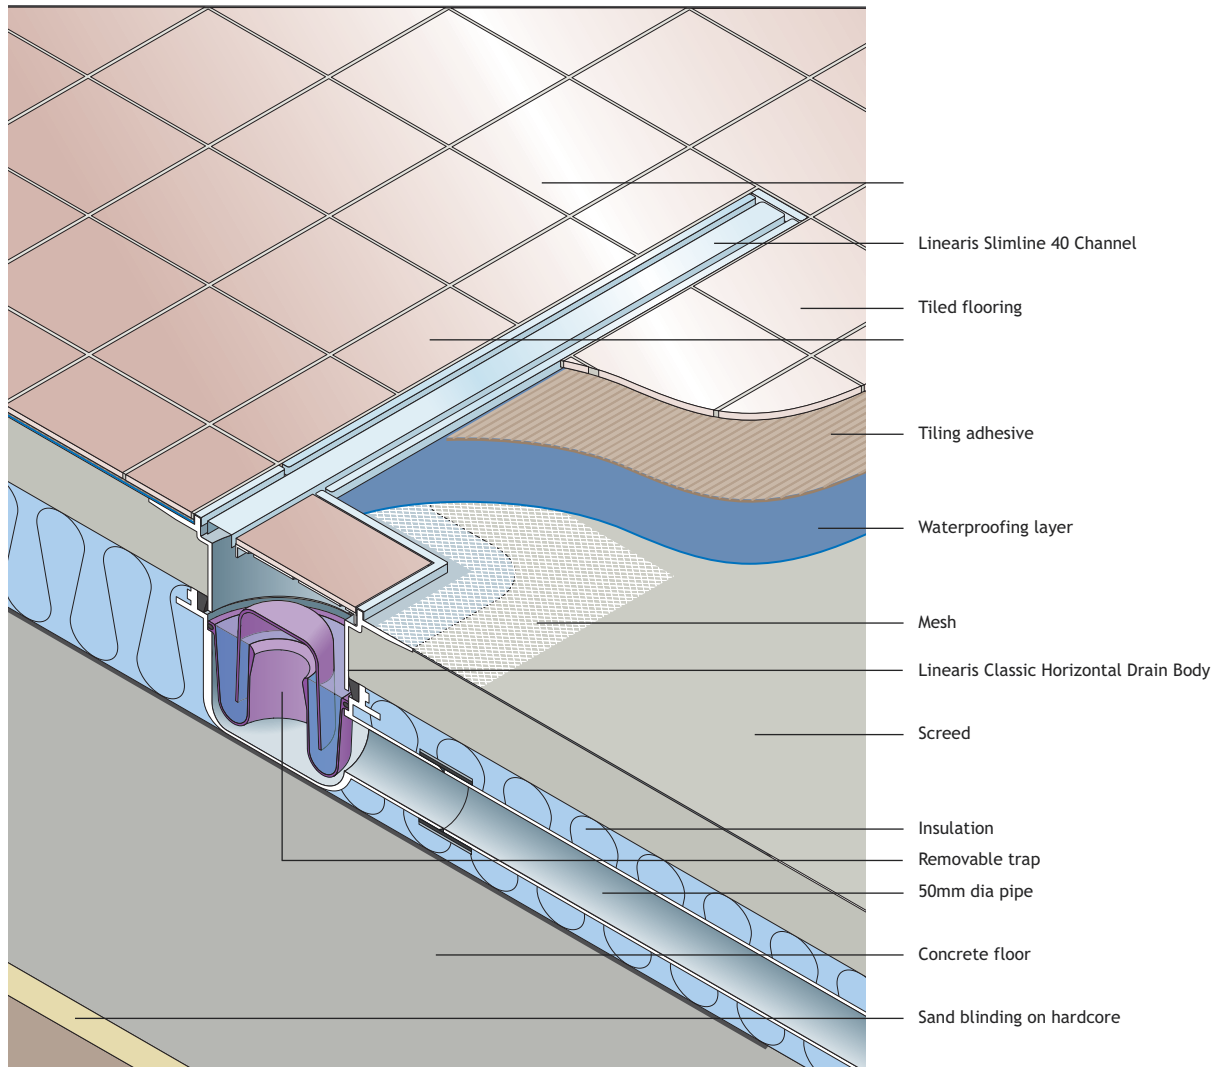 Linearis Slimline 40 Channel
Tiled flooring
Tiling adhesive
Waterproofing layer
Mesh
Linearis Classic Horizontal Drain Body
Screed
Insulation
Removable trap
50mm dia pipe
Concrete floor
Sand blinding on hardcore